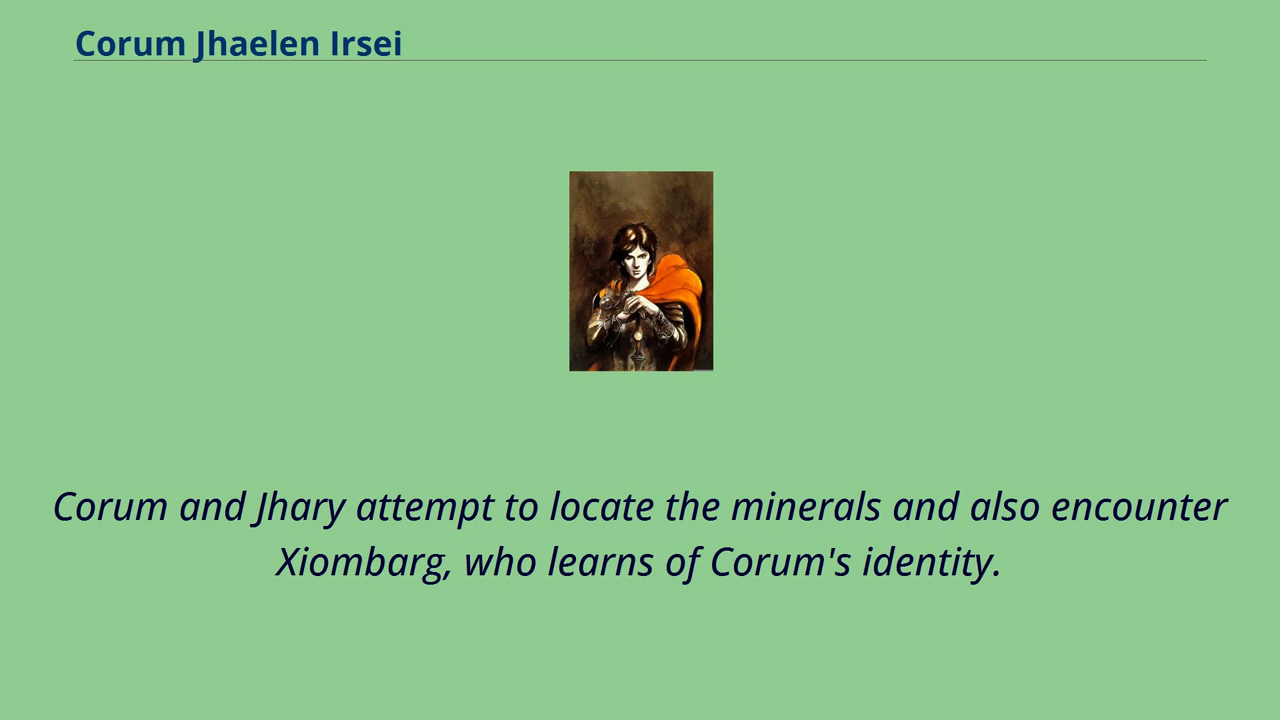 Corum Jhaelen Irsei
Corum and Jhary attempt to locate the minerals and also encounter
Xiombarg, who learns of Corum's identity.